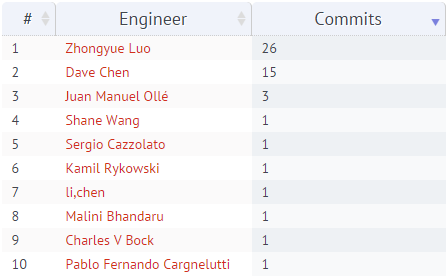 # Engineer Commits
1 Zhongyue Luo 26
2 Dave Chen 15
3 Juan Manuel Ollé 3
4 Shane Wang 1
5 Sergio Cazzolato 1
6 Kamil Rykowski 1
7 li,chen 1
8 Malini Bhandaru 1
9 Charles V Bock 1
10 Pablo Fernando Cargnelutti 1